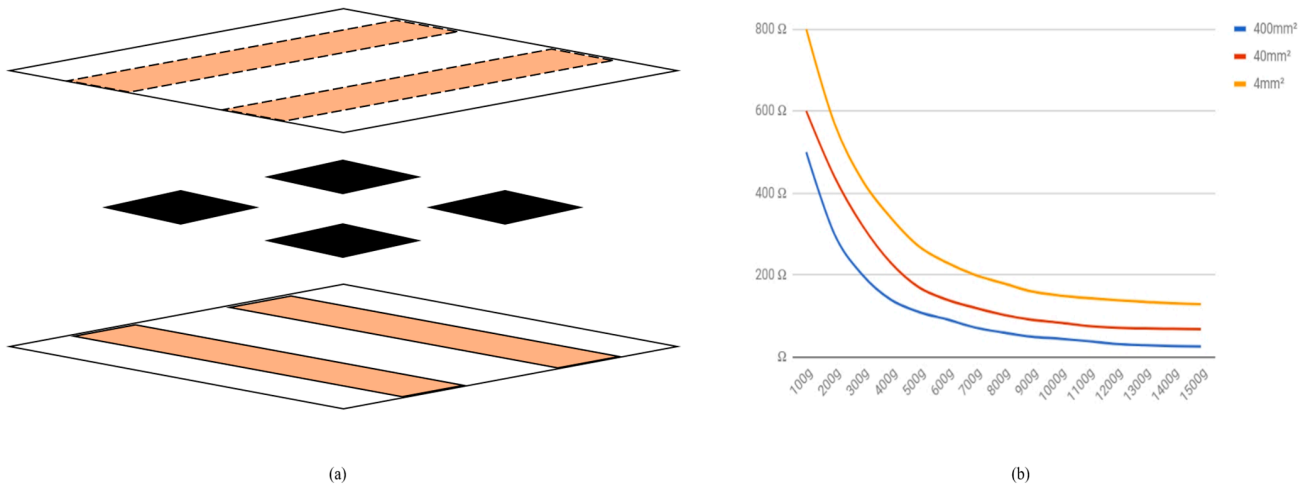 800 Ω
600 Ω
400 Ω
200 Ω
Ω
100g
200g
300g
400g
500g
600g
700g
800g
900g
1000g
1100g
1200g
1300g
1400g
1500g
400mm²
40mm²
4mm²
(a)
(b)